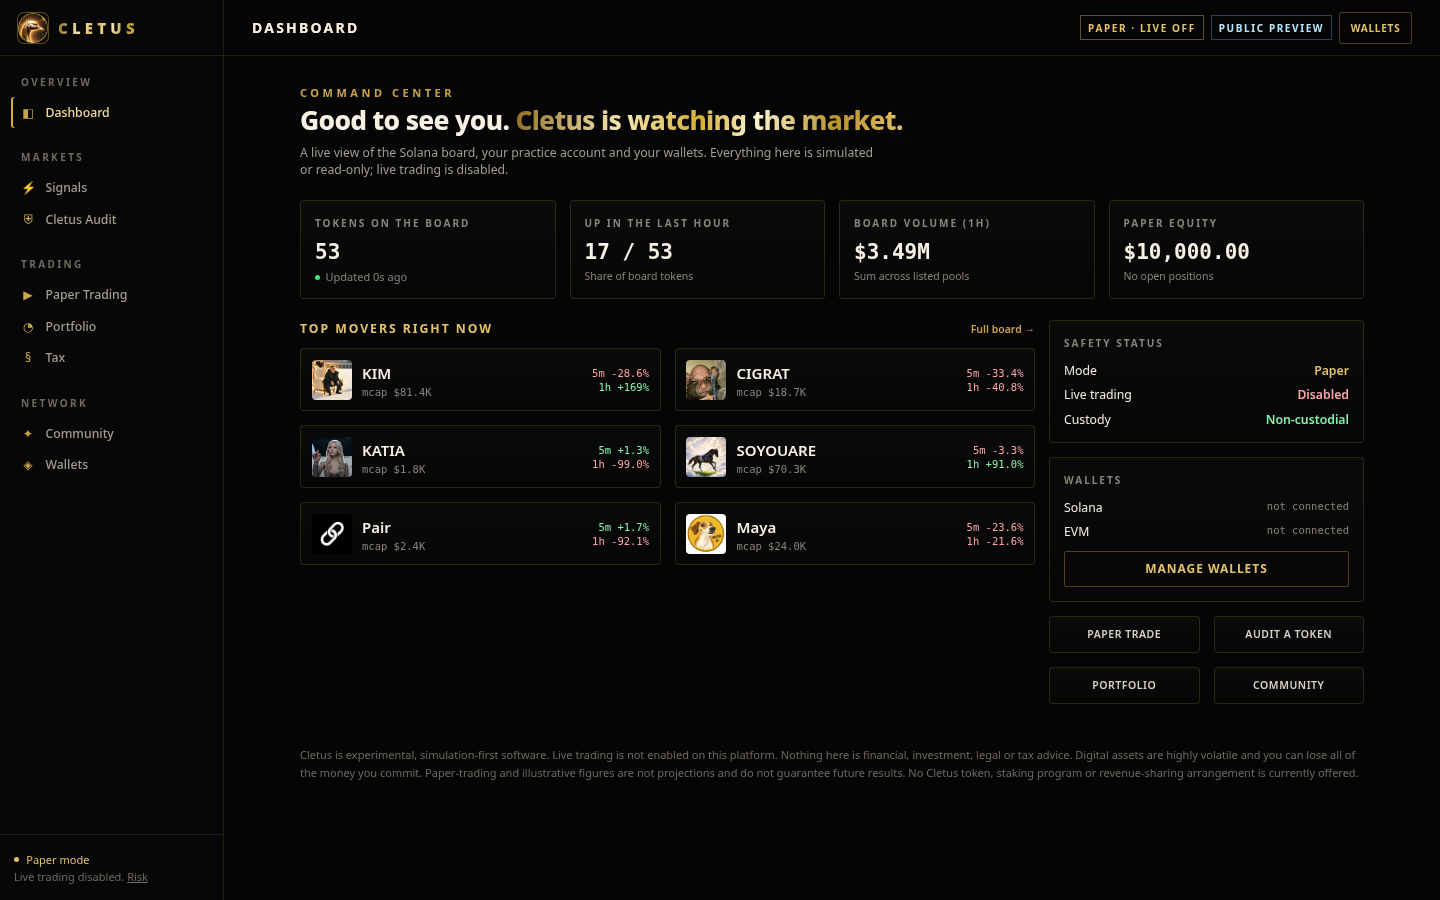 CLETUS
DASHBOARD
PAPER · LIVE OFF
PUBLIC PREVIEW
WALLETS
OVERVIEW
Dashboard
MARKETS
Signals
Cletus Audit
TRADING
Paper Trading
Portfolio
§ Tax
NETWORK
Community
Wallets
Paper mode
Live trading disabled. Risk
COMMAND CENTER
Good to see you. Cletus is watching the market.
A live view of the Solana board, your practice account and your wallets. Everything here is simulated
or read-only; live trading is disabled.
TOKENS ON THE BOARD
53
Updated 0s ago
UP IN THE LAST HOUR
17 / 53
Share of board tokens
BOARD VOLUME (1H)
$3.49M
Sum across listed pools
PAPER EQUITY
$10,000.00
No open positions
TOP MOVERS RIGHT NOW
Full board →
KIM
mcap $81.4K
5m -28.6%
1h +169%
CIGRAT
mcap $18.7K
5m -33.4%
1h -40.8%
KATIA
mcap $1.8K
5m +1.3%
1h -99.0%
SOYOUARE
mcap $70.3K
5m -3.3%
1h +91.0%
Pair
mcap $2.4K
5m +1.7%
1h -92.1%
Maya
mcap $24.0K
5m -23.6%
1h -21.6%
SAFETY STATUS
Mode Paper
Live trading Disabled
Custody Non-custodial
WALLETS
Solana not connected
EVM not connected
MANAGE WALLETS
PAPER TRADE
AUDIT A TOKEN
PORTFOLIO
COMMUNITY
Cletus is experimental, simulation-first software. Live trading is not enabled on this platform. Nothing here is financial, investment, legal or tax advice. Digital assets are highly volatile and you can lose all of
the money you commit. Paper-trading and illustrative figures are not projections and do not guarantee future results. No Cletus token, staking program or revenue-sharing arrangement is currently offered.